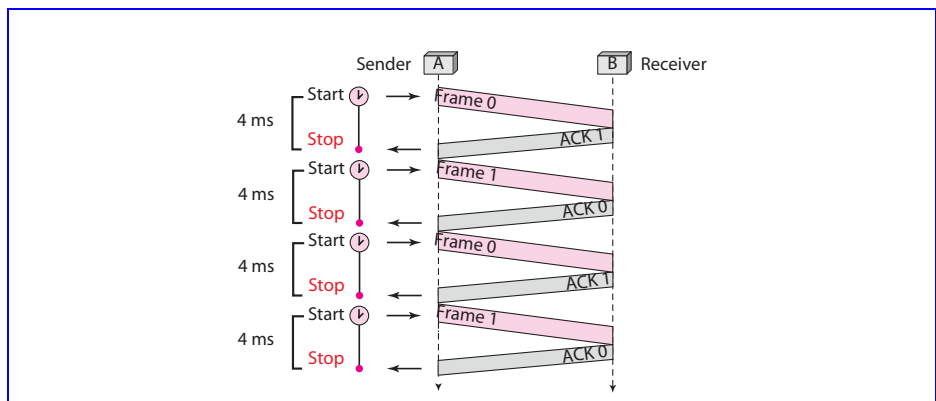 Sender A B Receiver
Start Frame 0
4 ms
Stop ACK 1
Start Frame 1
4 ms
Stop ACK 0
Start Frame 0
4 ms
Stop ACK 1
Start Frame 1
4 ms
Stop ACK 0